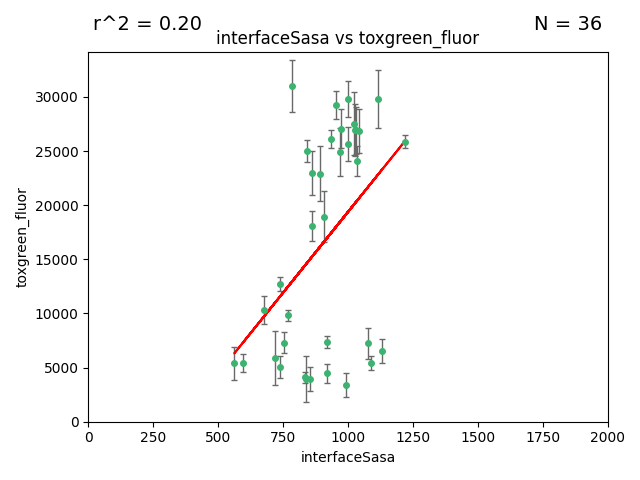 r^2 = 0.20
N = 36
interfaceSasa vs toxgreen_fluor
30000
25000
20000
15000
10000
5000
0
toxgreen_fluor
0 250 500 750 1000 1250 1500 1750 2000
interfaceSasa